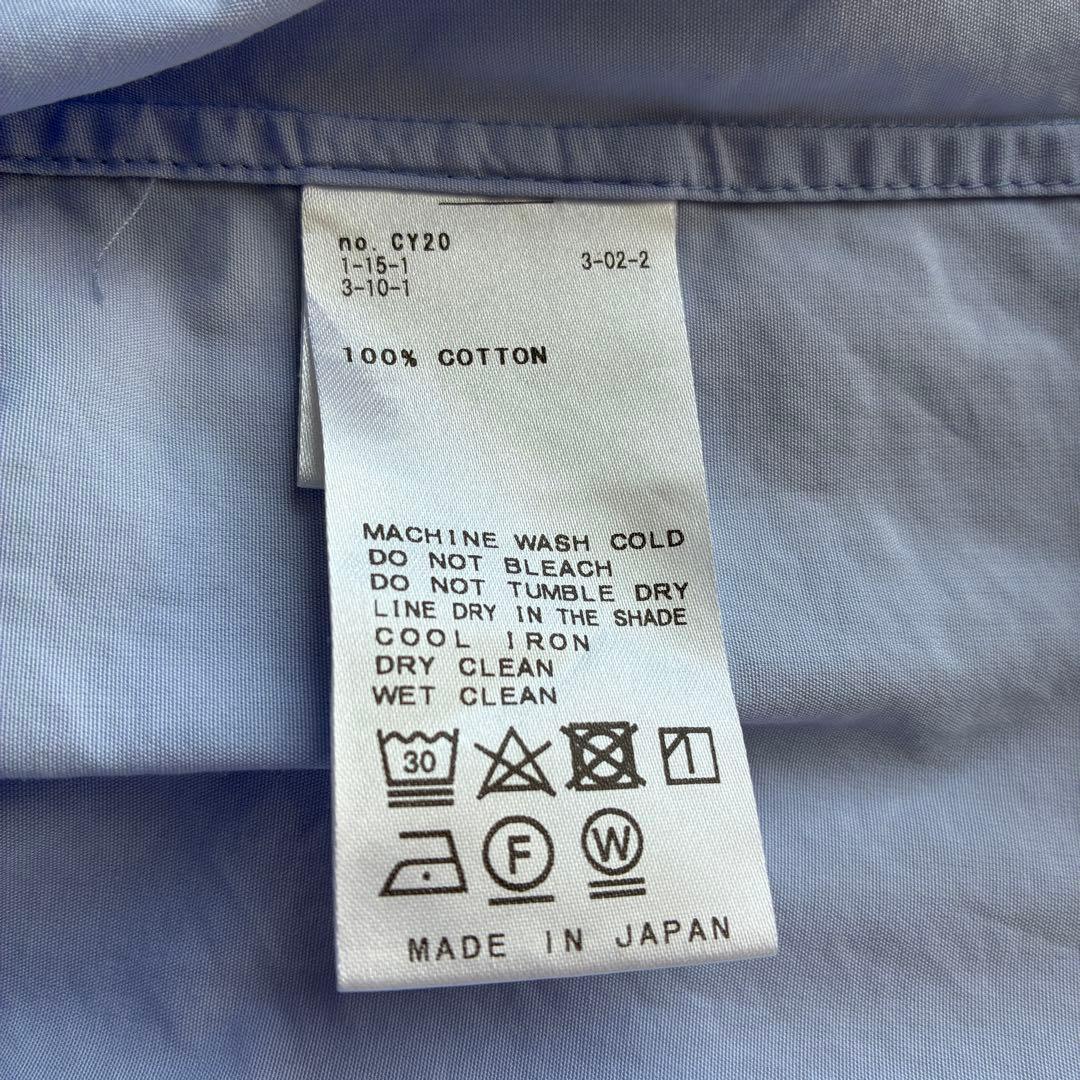 no. CY20
1-15-1 3-02-2
3-10-1
100% COTTON
MACHINE WASH COLD
DO NOT BLEACH
DO NOT TUMBLE DRY
LINE DRY IN THE SHADE
COOL IRON
DRY CLEAN
WET CLEAN
30
F W
MADE IN JAPAN